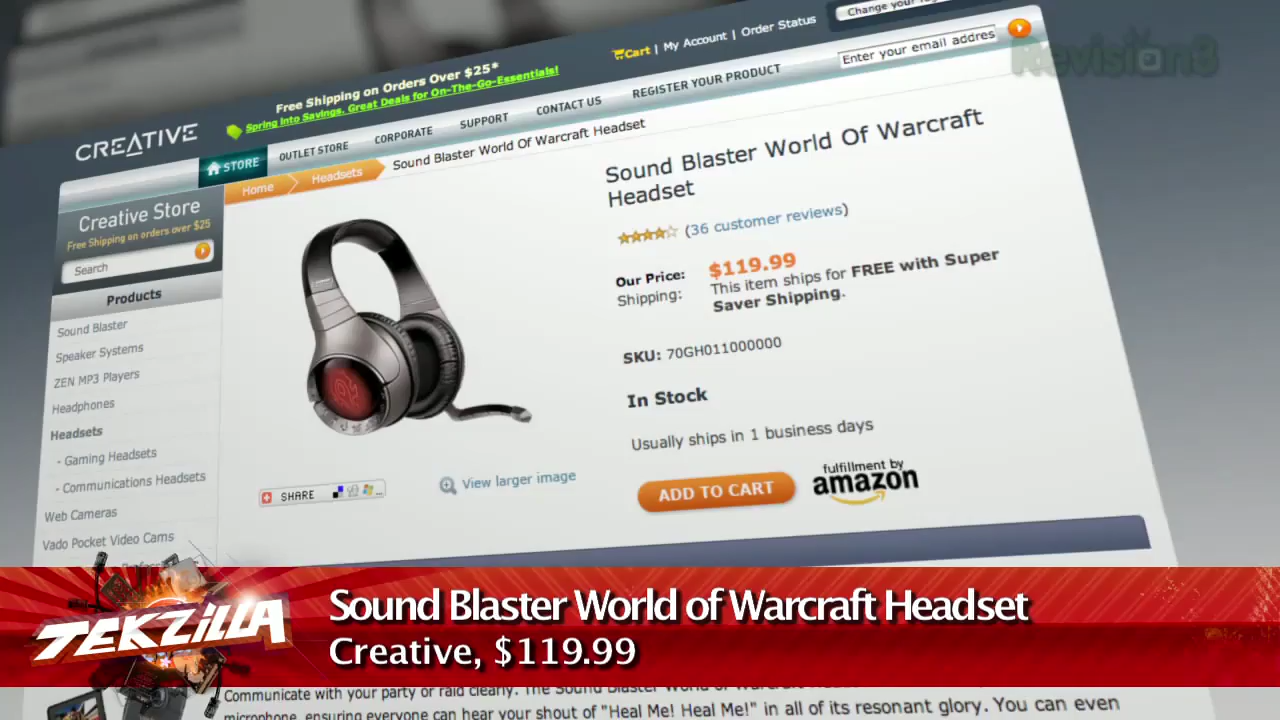 Change your
Cart | My Account | Order Status
Enter your email addres
Revision3
Free Shipping on Orders Over $25*
Spring Into Savings. Great Deals for On-The-Go-Essentials!
CREATIVE
STORE
OUTLET STORE
CORPORATE
SUPPORT
CONTACT US
REGISTER YOUR PRODUCT
Home
Headsets
Sound Blaster World Of Warcraft Headset
Creative Store
Free Shipping on orders over $25
Search
Products
Sound Blaster
Speaker Systems
ZEN MP3 Players
Headphones
Headsets
- Gaming Headsets
- Communications Headsets
Web Cameras
Vado Pocket Video Cams
Sound Blaster World Of Warcraft
Headset
(36 customer reviews)
Our Price: $119.99
Shipping: This item ships for FREE with Super
Saver Shipping.
SKU: 70GH011000000
In Stock
Usually ships in 1 business days
ADD TO CART
fulfillment by
amazon
SHARE
View larger image
TEKZILLA
Sound Blaster World of Warcraft Headset
Creative, $119.99
Communicate with your party or raid clearly. The Sound Blaster World of Warcraft
microphone, ensuring everyone can hear your shout of "Heal Me! Heal Me!" in all of its resonant glory. You can even